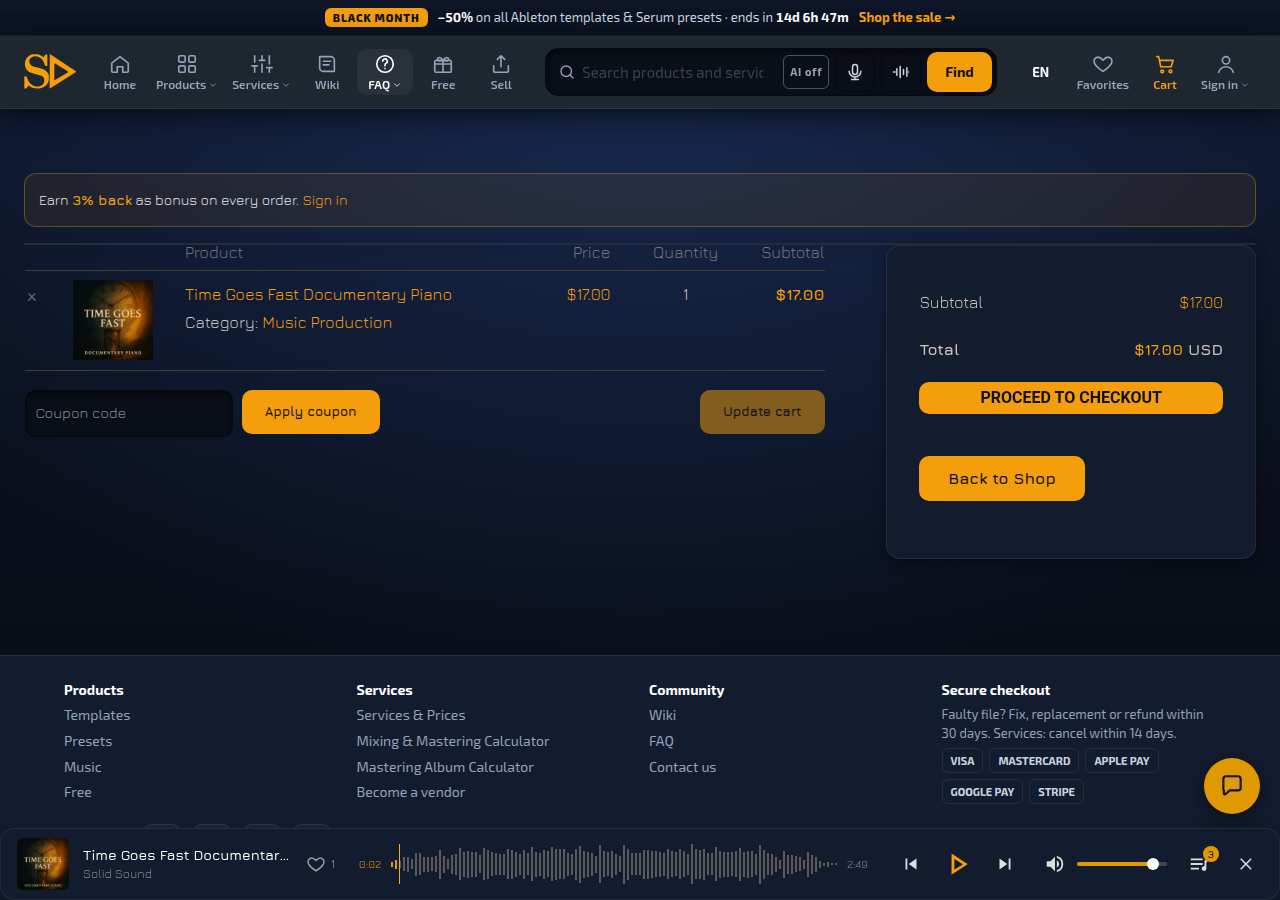 BLACK MONTH −50% on all Ableton templates & Serum presets · ends in 14d 6h 47m Shop the sale →
SD
Home Products Services Wiki FAQ Free Sell Search products and servic AI off Find EN Favorites Cart Sign in
Earn 3% back as bonus on every order. Sign in
Product Price Quantity Subtotal
× TIME GOES FAST DOCUMENTARY PIANO Time Goes Fast Documentary Piano $17.00 1 $17.00
Category: Music Production
Coupon code Apply coupon Update cart
Subtotal $17.00
Total $17.00 USD
PROCEED TO CHECKOUT
Back to Shop
Products
Templates
Presets
Music
Free
Services
Services & Prices
Mixing & Mastering Calculator
Mastering Album Calculator
Become a vendor
Community
Wiki
FAQ
Contact us
Secure checkout
Faulty file? Fix, replacement or refund within
30 days. Services: cancel within 14 days.
VISA MASTERCARD APPLE PAY
GOOGLE PAY STRIPE
TIME GOES FAST Time Goes Fast Documentar... 1 0:02 2:49 3
Solid Sound